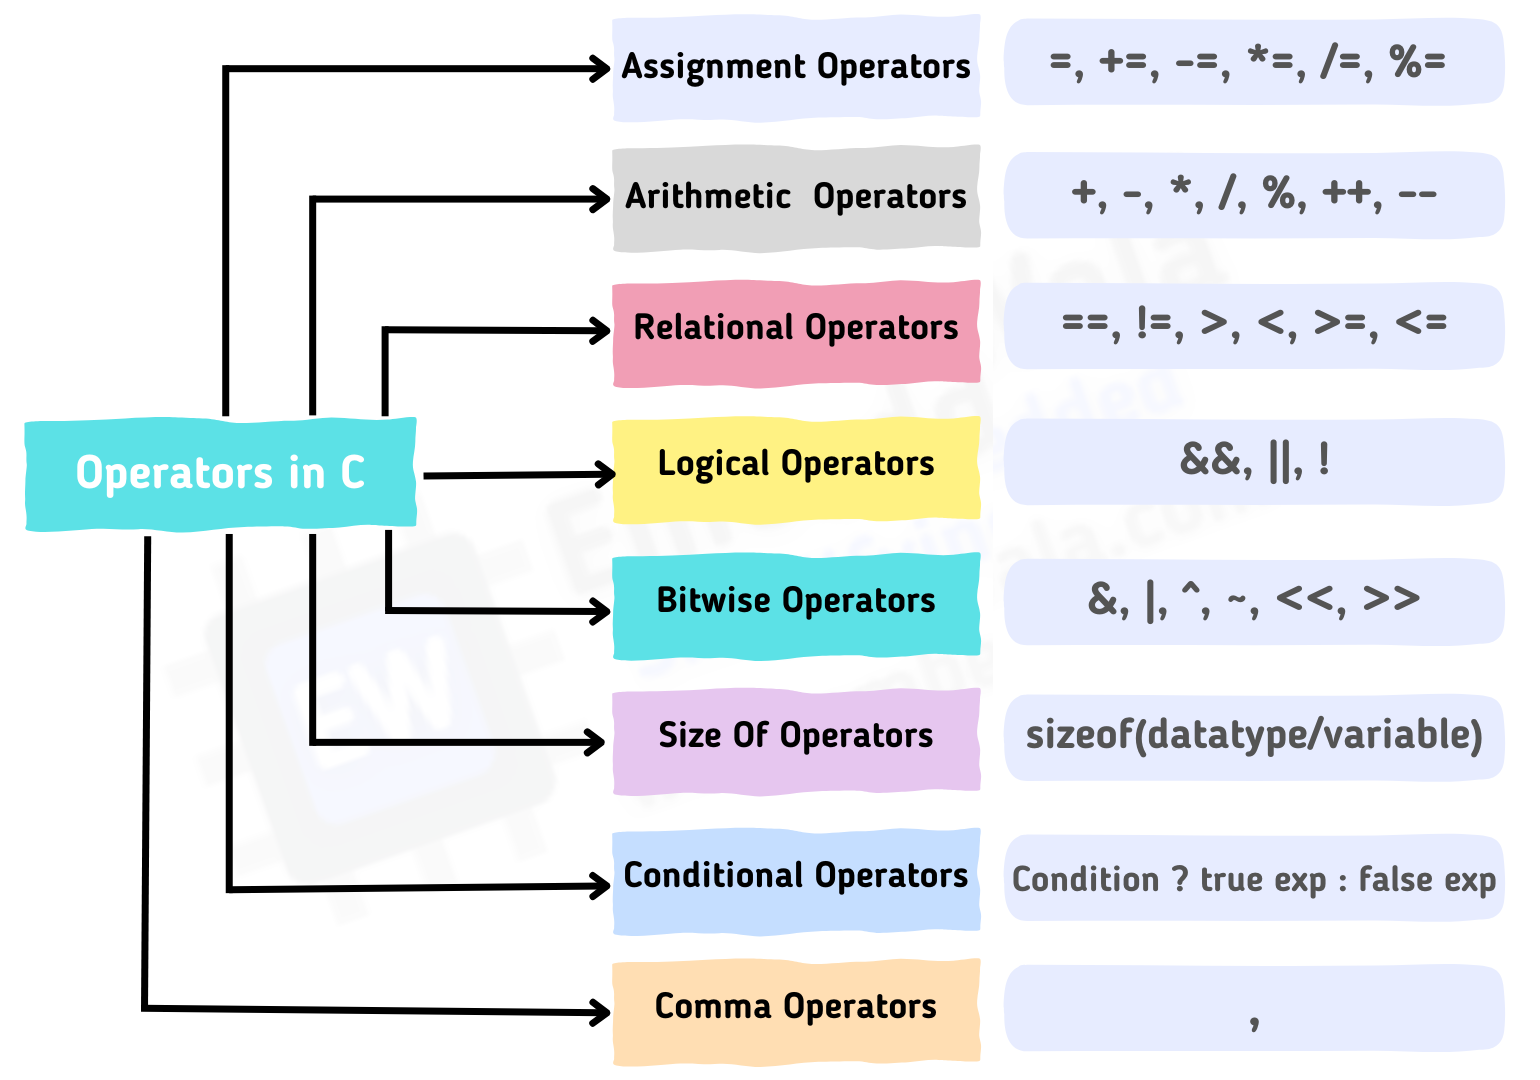 Assignment Operators
=, +=, -=, *=, /=, %=
Arithmetic Operators
+, -, *, /, %, ++, --
Relational Operators
==, !=, >, <, >=, <=
Operators in C
Logical Operators
&&, ||, !
Bitwise Operators
&, |, ^, ~, <<, >>
Size Of Operators
sizeof(datatype/variable)
Conditional Operators
Condition ? true exp : false exp
Comma Operators
,
EW